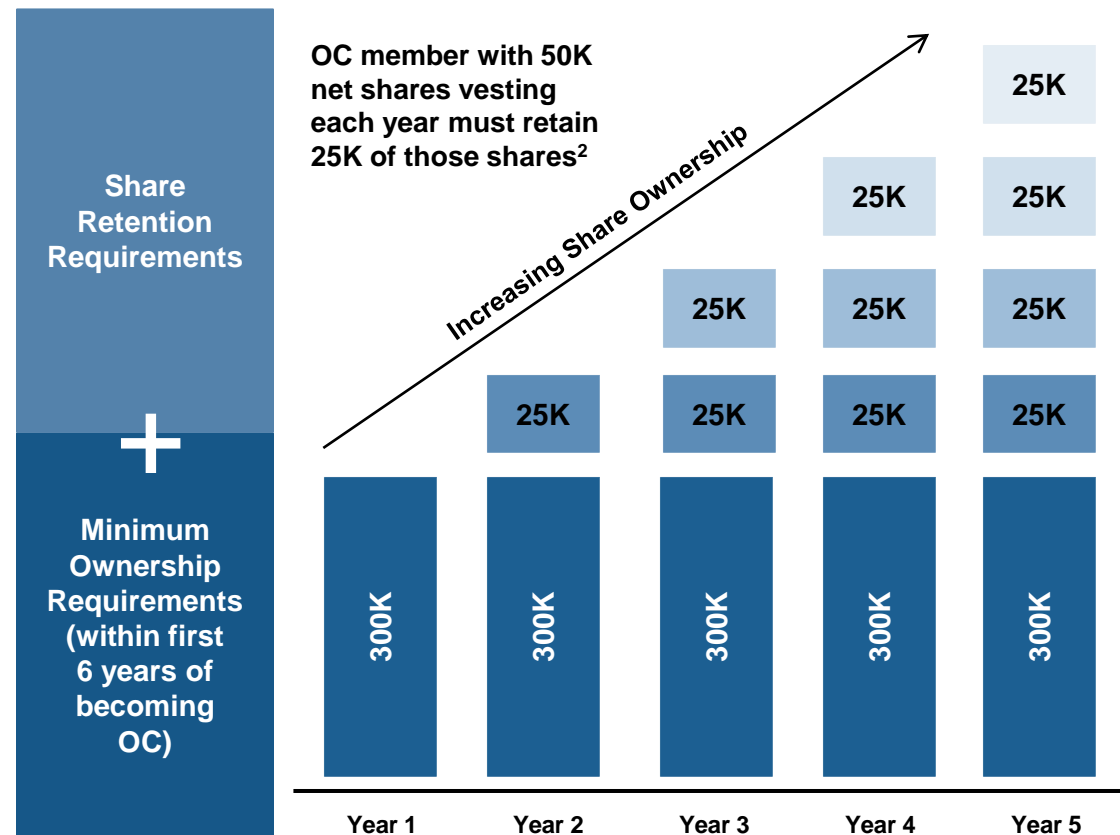 OC member with 50K
net shares vesting
each year must retain
25K of those shares²
Share
Retention
Requirements
+
Minimum
Ownership
Requirements
(within first
6 years of
becoming
OC)
Increasing Share Ownership
25K
25K
25K
25K
25K
25K
25K
25K
25K
25K
300K
300K
300K
300K
300K
Year 1
Year 2
Year 3
Year 4
Year 5